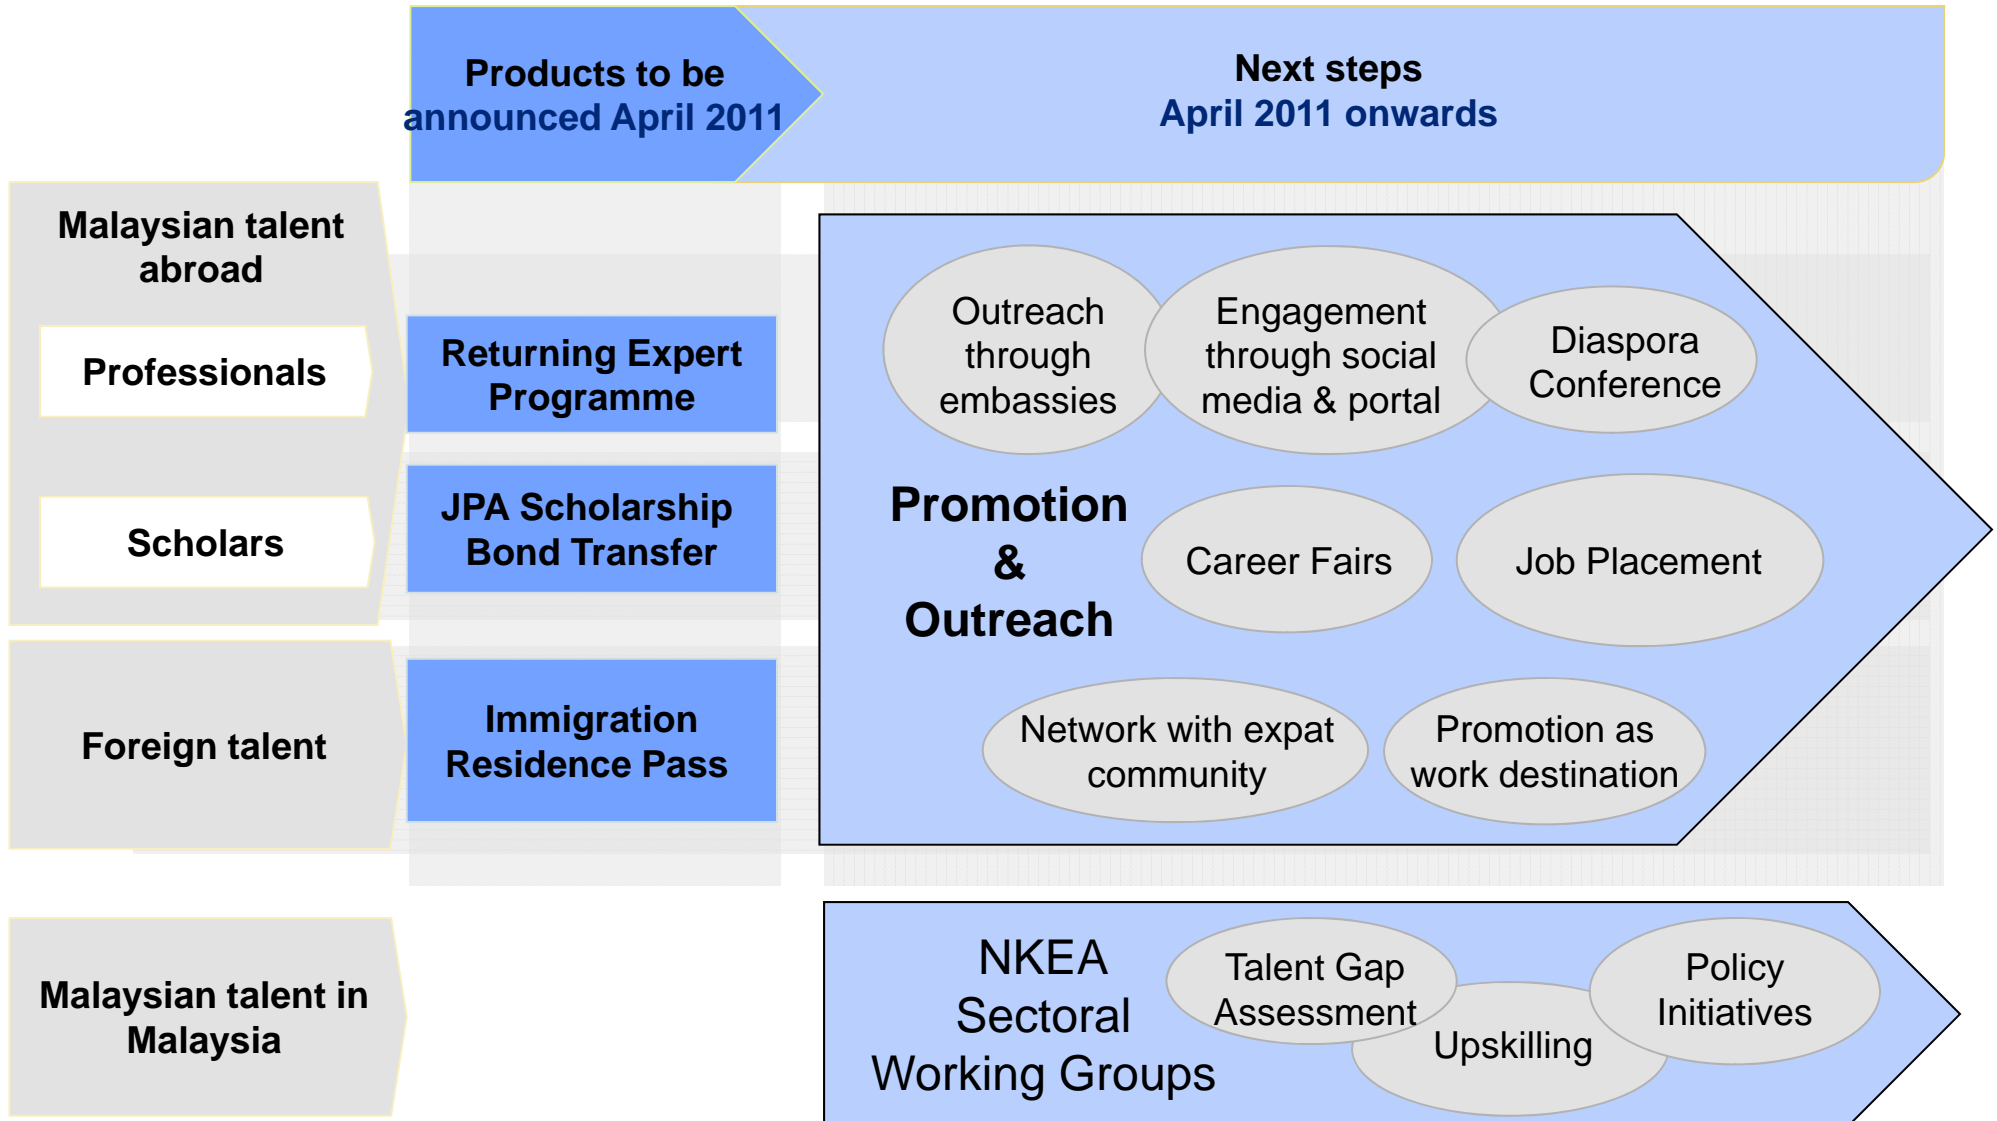 Products to be
announced April 2011
Next steps
April 2011 onwards
Malaysian talent
abroad
Professionals
Scholars
Returning Expert
Programme
JPA Scholarship
Bond Transfer
Outreach
through
embassies
Engagement
through social
media & portal
Diaspora
Conference
Promotion
&
Outreach
Career Fairs
Job Placement
Foreign talent
Immigration
Residence Pass
Network with expat
community
Promotion as
work destination
Malaysian talent in
Malaysia
NKEA
Sectoral
Working Groups
Talent Gap
Assessment
Upskilling
Policy
Initiatives